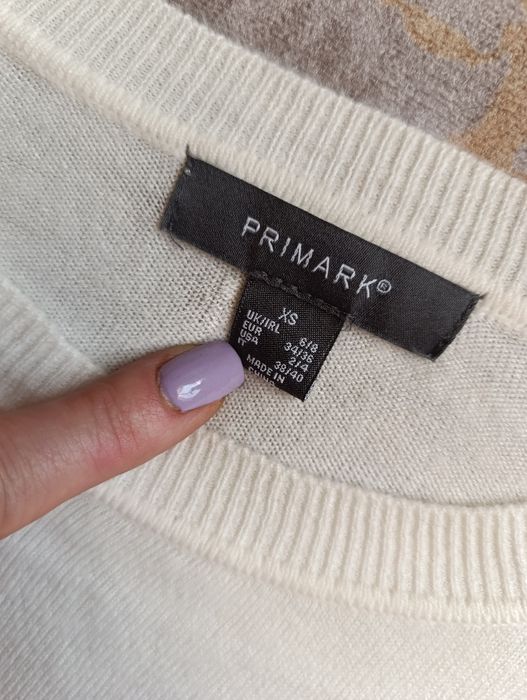 PRIMARK®
XS
UK/IRL 6/8
EUR 34/36
USA 2/4
IT 38/40
MADE IN